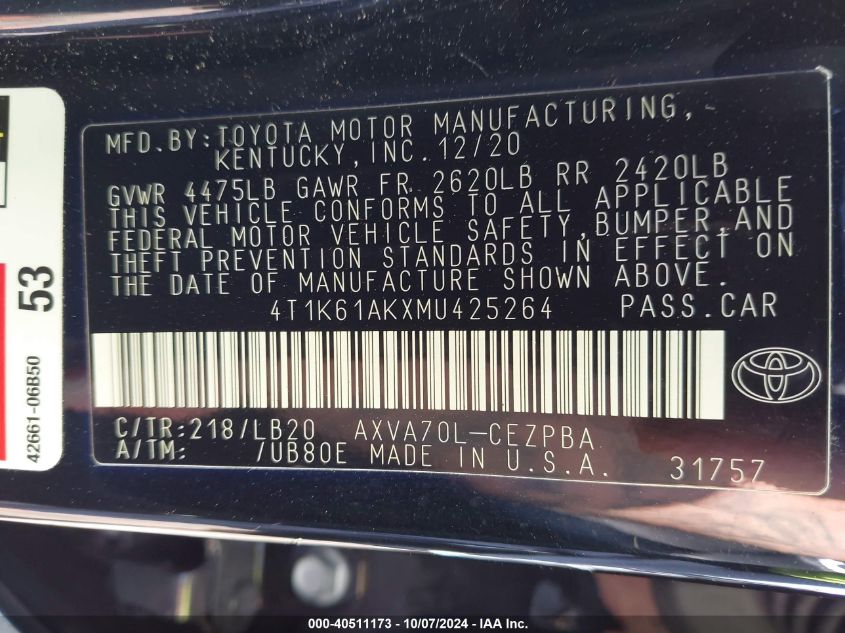 MFD.BY:TOYOTA MOTOR MANUFACTURING,
KENTUCKY,INC.12/20
GVWR 4475LB GAWR FR 2620LB RR 2420LB
THIS VEHICLE CONFORMS TO ALL APPLICABLE
FEDERAL MOTOR VEHICLE SAFETY,BUMPER,AND
THEFT PREVENTION STANDARDS IN EFFECT ON
THE DATE OF MANUFACTURE SHOWN ABOVE.
4T1K61AKXMU425264 PASS.CAR
C/TR:218/LB20 AXVA70L-CEZPBA
A/TM: /UB80E MADE IN U.S.A. 31757
53
42661-06B50
000-40511173 - 10/07/2024 - IAA Inc.